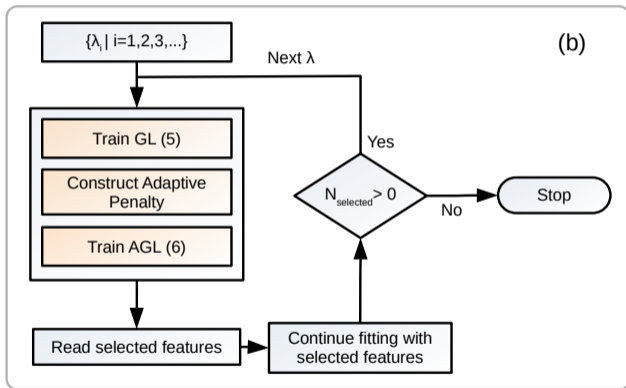 {λi | i=1,2,3,...}
(b)
Next λ
Train GL (5)
Construct Adaptive
Penalty
Train AGL (6)
Yes
Nselected> 0
No
Stop
Read selected features
Continue fitting with
selected features